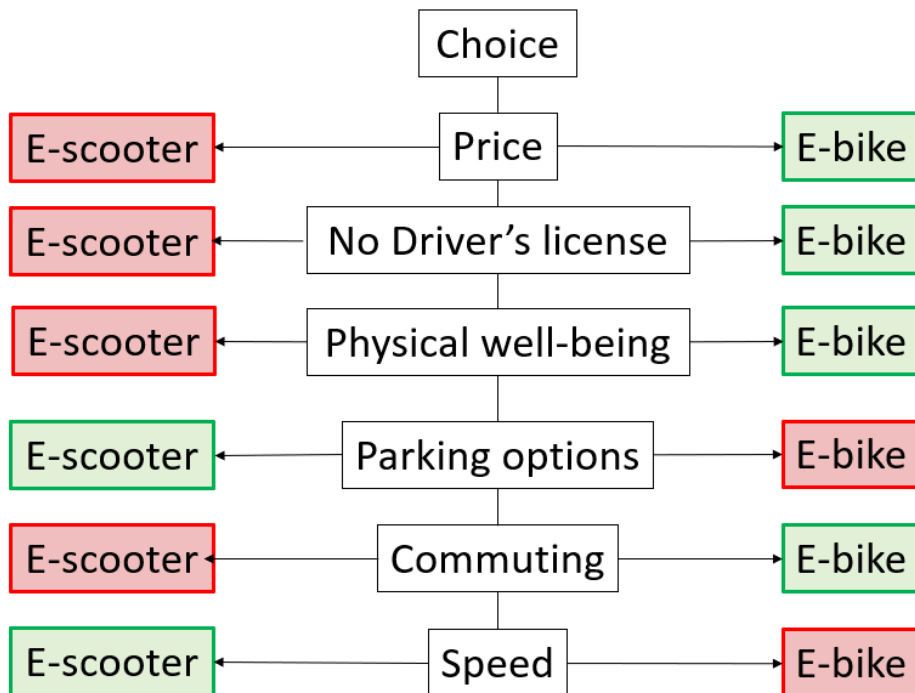 Choice
E-scooter Price E-bike
E-scooter No Driver’s license E-bike
E-scooter Physical well-being E-bike
E-scooter Parking options E-bike
E-scooter Commuting E-bike
E-scooter Speed E-bike